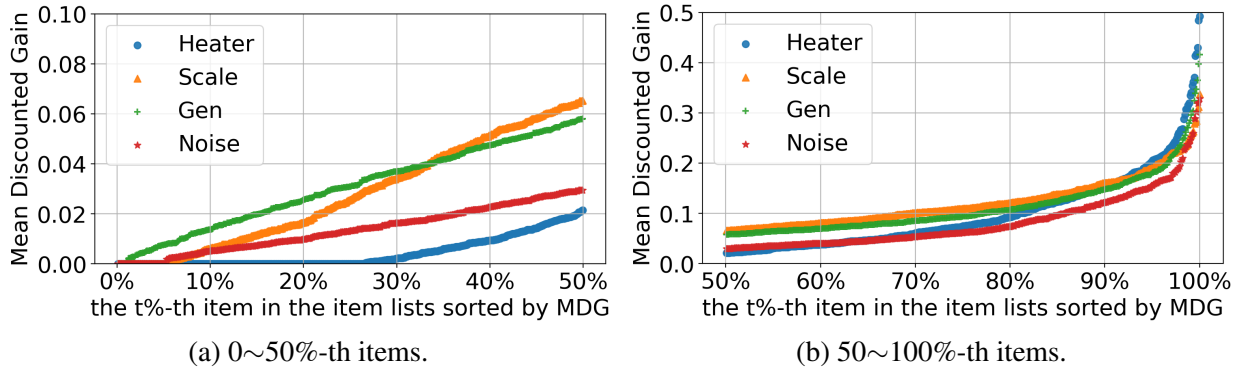 Mean Discounted Gain
0.10
0.08
0.06
0.04
0.02
0.00
Heater
Scale
Gen
Noise
0% 10% 20% 30% 40% 50%
the t%-th item in the item lists sorted by MDG
(a) 0~50%-th items.
Mean Discounted Gain
0.5
0.4
0.3
0.2
0.1
0.0
Heater
Scale
Gen
Noise
50% 60% 70% 80% 90% 100%
the t%-th item in the item lists sorted by MDG
(b) 50~100%-th items.